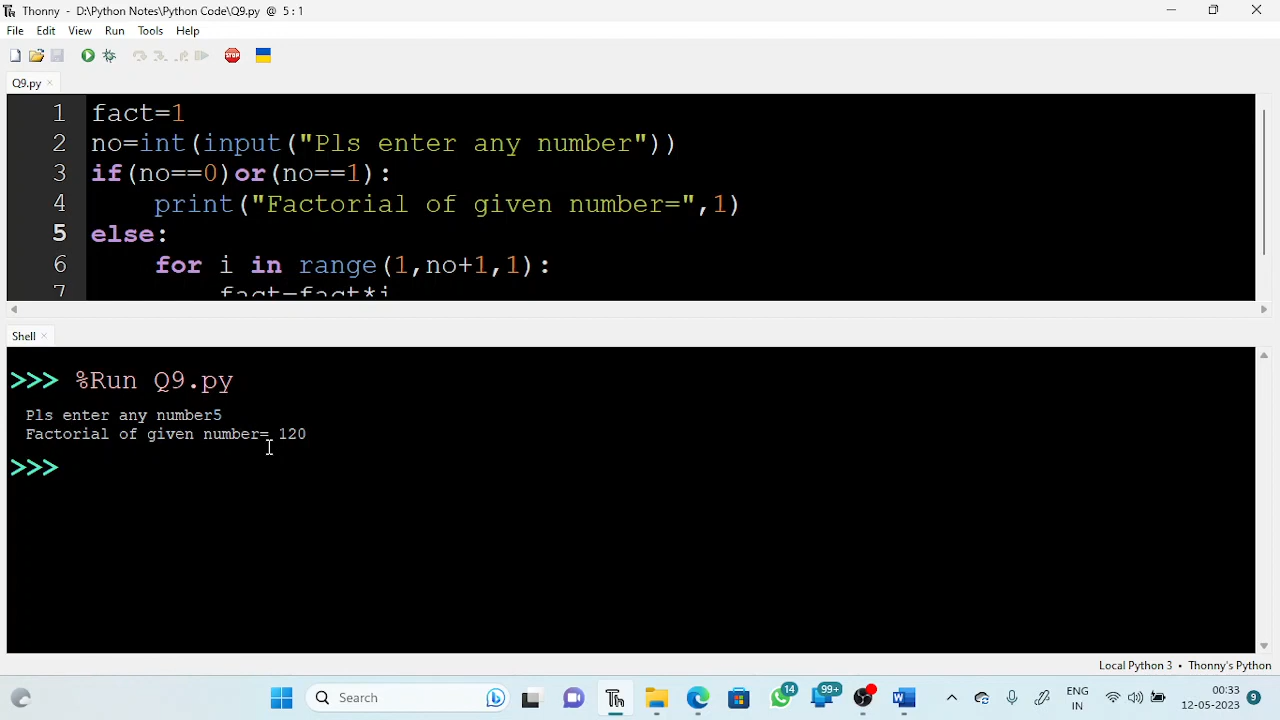 Thonny - D:\Python Notes\Python Code\Q9.py @ 5:1
File Edit View Run Help
STOP
Q9.py
1 fact=1
2 no=int(input("Pls enter any number"))
3 if(no==0)or(no==1):
4 print("Factorial of given number=",1)
5 else:
6 for i in range(1,no+1,1):
7 fact=fact*i
Shell
>>> %Run Q9.py
Pls enter any number5
Factorial of given number= 120
>>>
Local Python 3 • Thonny's Python
Search
Th
14
99+
W
ENG
IN
00:33
12-05-2023
9